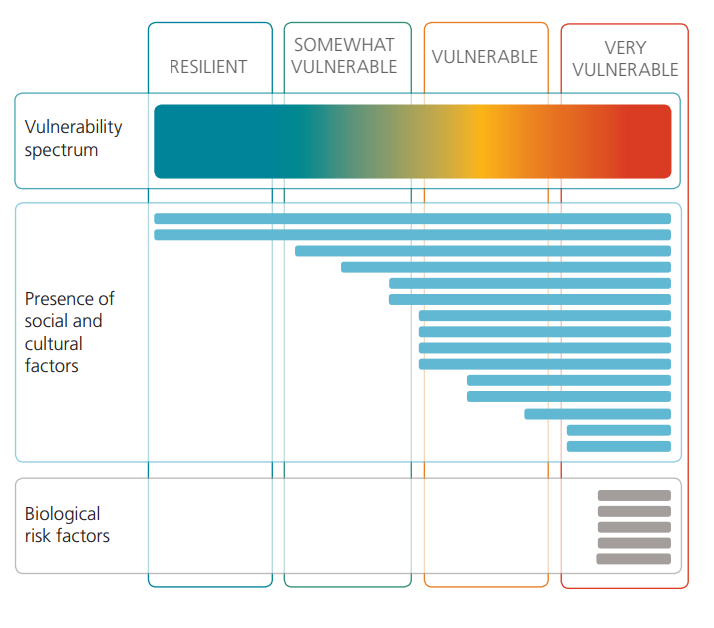 RESILIENT
SOMEWHAT
VULNERABLE
VULNERABLE
VERY
VULNERABLE
Vulnerability
spectrum
Presence of
social and
cultural
factors
Biological
risk factors